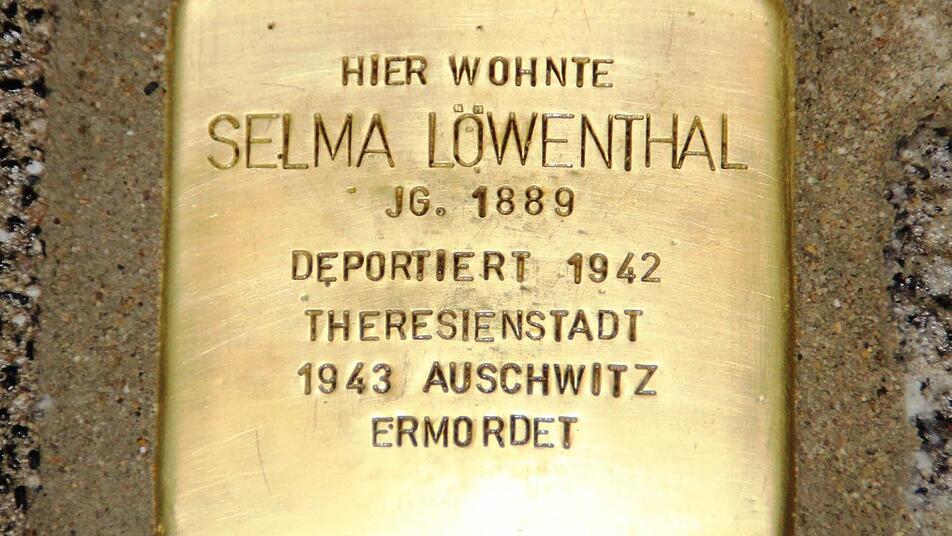 HIER WOHNTE
SELMA LÖWENTHAL
JG. 1889
DEPORTIERT 1942
THERESIENSTADT
1943 AUSCHWITZ
ERMORDET